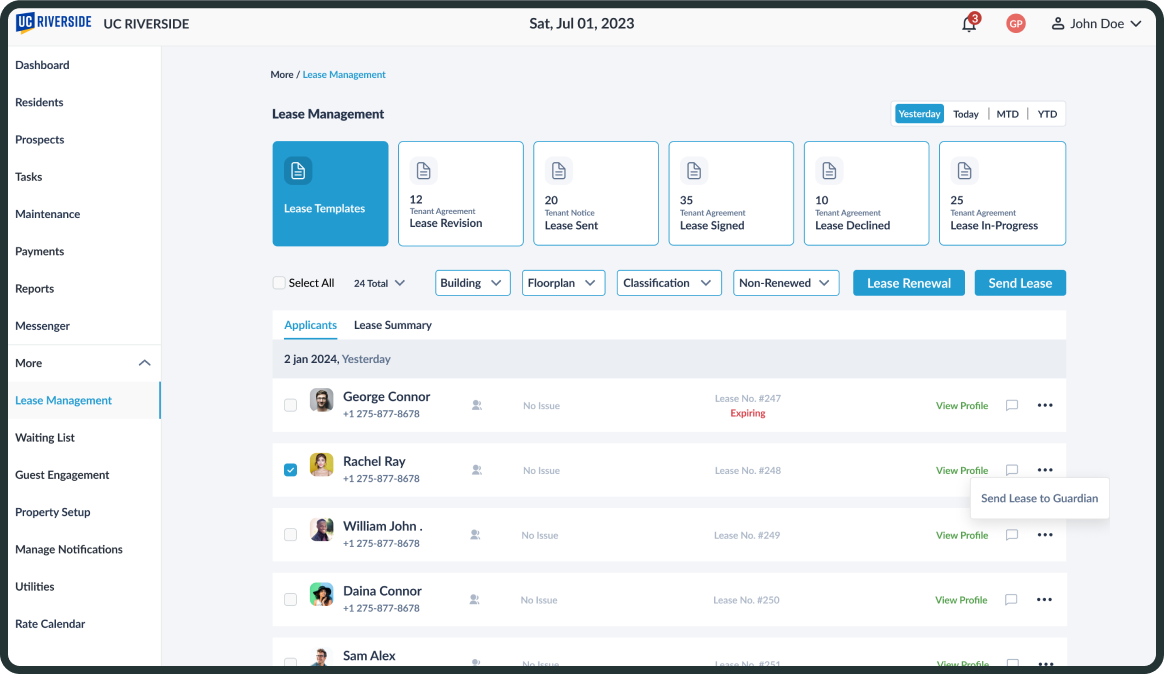 UC RIVERSIDE
UC RIVERSIDE
Sat, Jul 01, 2023
3
GP
John Doe
Dashboard
Residents
Prospects
Tasks
Maintenance
Payments
Reports
Messenger
More
Lease Management
Waiting List
Guest Engagement
Property Setup
Manage Notifications
Utilities
Rate Calendar
More / Lease Management
Lease Management
Yesterday Today | MTD | YTD
Lease Templates
12
Tenant Agreement
Lease Revision
20
Tenant Notice
Lease Sent
35
Tenant Agreement
Lease Signed
10
Tenant Agreement
Lease Declined
25
Tenant Agreement
Lease In-Progress
Select All 24 Total Building Floorplan Classification Non-Renewed Lease Renewal Send Lease
Applicants Lease Summary
2 jan 2024, Yesterday
George Connor
+1 275-877-8678
No Issue
Lease No. #247
Expiring
View Profile
Rachel Ray
+1 275-877-8678
No Issue
Lease No. #248
View Profile
Send Lease to Guardian
William John .
+1 275-877-8678
No Issue
Lease No. #249
View Profile
Daina Connor
+1 275-877-8678
No Issue
Lease No. #250
View Profile
Sam Alex
No Issue
Lease No. #251
View Profile